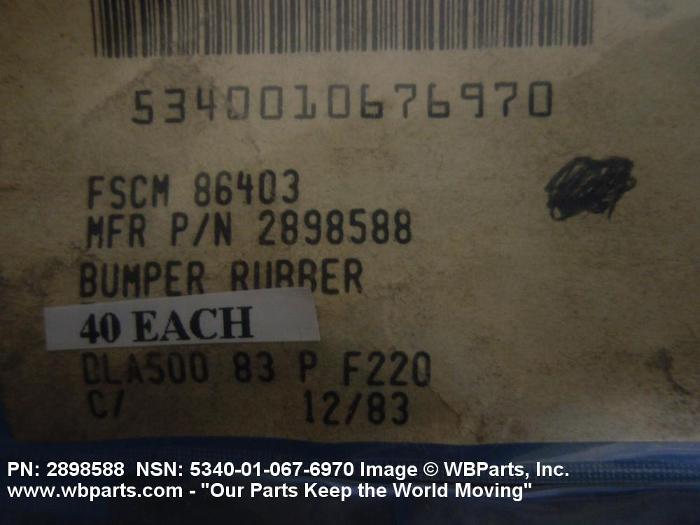 5340010676970
FSCM 86403
MFR P/N 2898588
BUMPER RUBBER
40 EACH
DLA500 83 P F220
C/ 12/83
PN: 2898588 NSN: 5340-01-067-6970 Image © WBParts, Inc.
www.wbparts.com - "Our Parts Keep the World Moving"